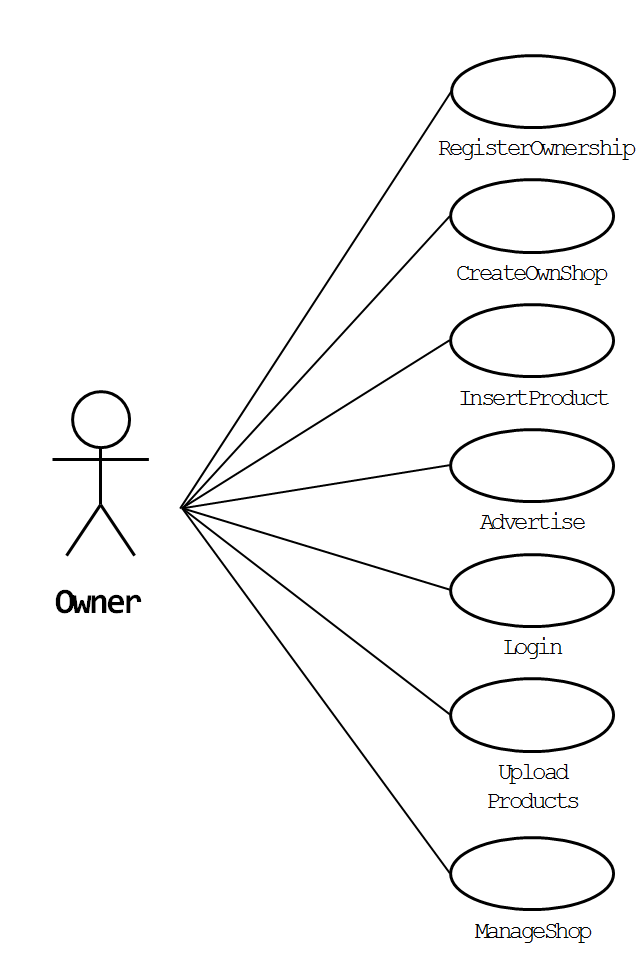 RegisterOwnership
CreateOwnShop
InsertProduct
Advertise
Owner
Login
Upload
Products
ManageShop